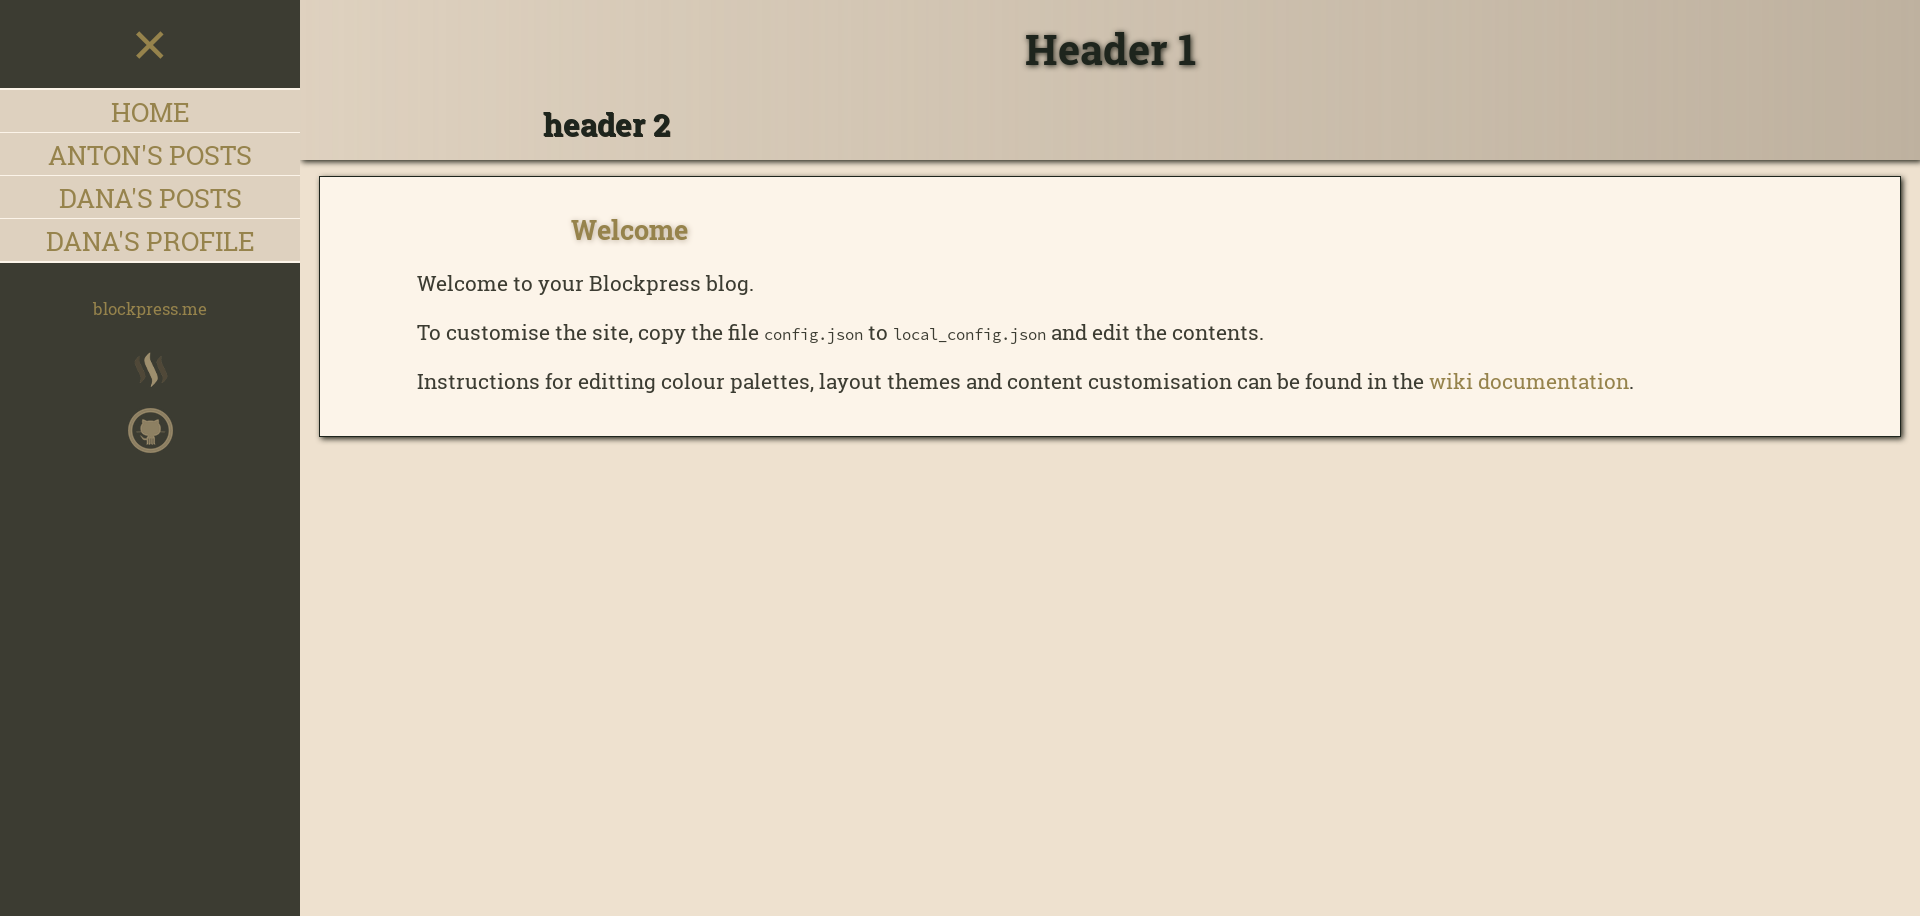 HOME
ANTON'S POSTS
DANA'S POSTS
DANA'S PROFILE
blockpress.me
Header 1
header 2
Welcome
Welcome to your Blockpress blog.
To customise the site, copy the file config.json to local_config.json and edit the contents.
Instructions for editting colour palettes, layout themes and content customisation can be found in the wiki documentation.